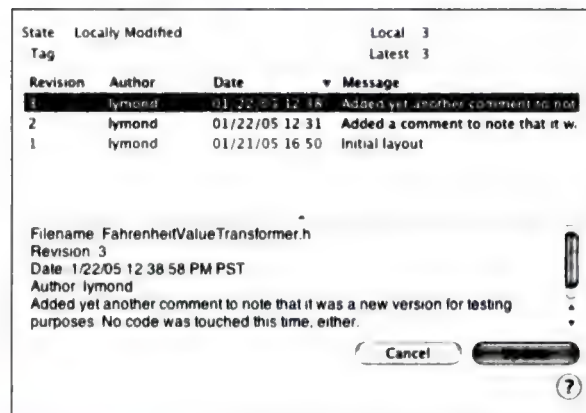 State Locally Modified Local 3
Tag Latest 3
Revision Author Date Message
3 lymond 01/22/05 12 38 Added yet another comment to not
2 lymond 01/22/05 12 31 Added a comment to note that it w.
1 lymond 01/21/05 16 50 Initial layout
Filename FahrenheitValueTransformer.h
Revision 3
Date 1/22/05 12 38 58 PM PST
Author lymond
Added yet another comment to note that it was a new version for testing
purposes No code was touched this time, either.
Cancel
?